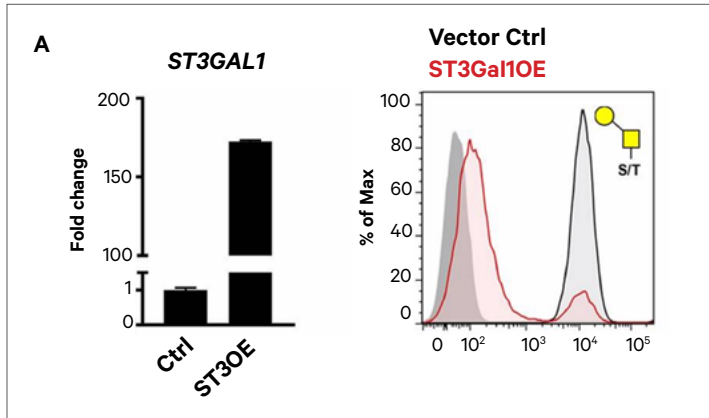 A
ST3GAL1
Fold change
200
150
100
1
0
Ctrl
ST3OE
Vector Ctrl
ST3Gal1OE
% of Max
100
80
60
40
20
0
0 10² 10³ 10⁴ 10⁵
S/T